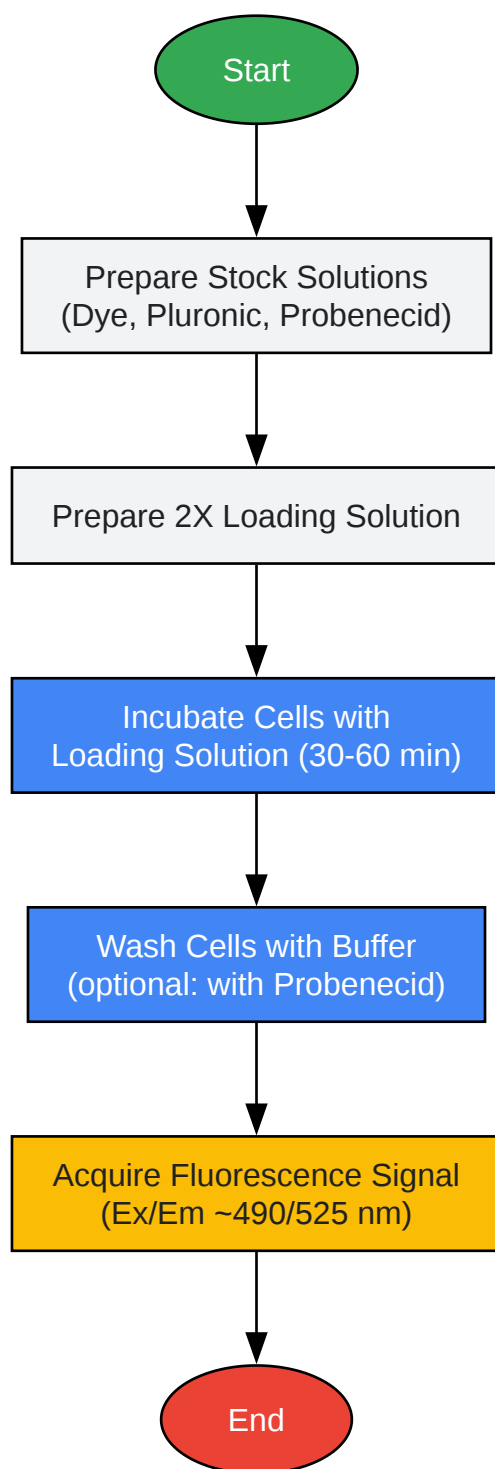 Start
Prepare Stock Solutions
(Dye, Pluronic, Probenecid)
Prepare 2X Loading Solution
Incubate Cells with
Loading Solution (30-60 min)
Wash Cells with Buffer
(optional: with Probenecid)
Acquire Fluorescence Signal
(Ex/Em ~490/525 nm)
End